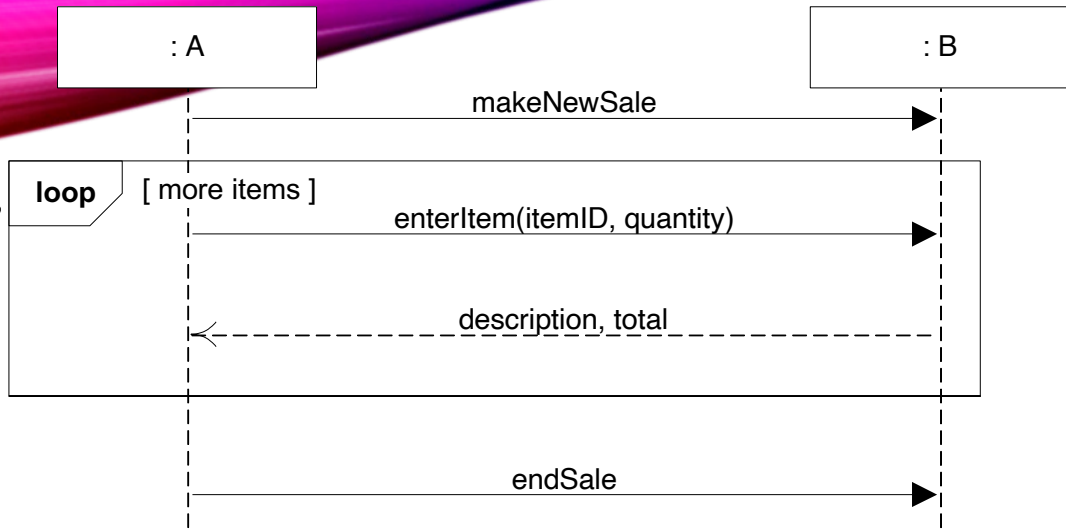 : A
: B
makeNewSale
loop
[ more items ]
enterItem(itemID, quantity)
description, total
endSale